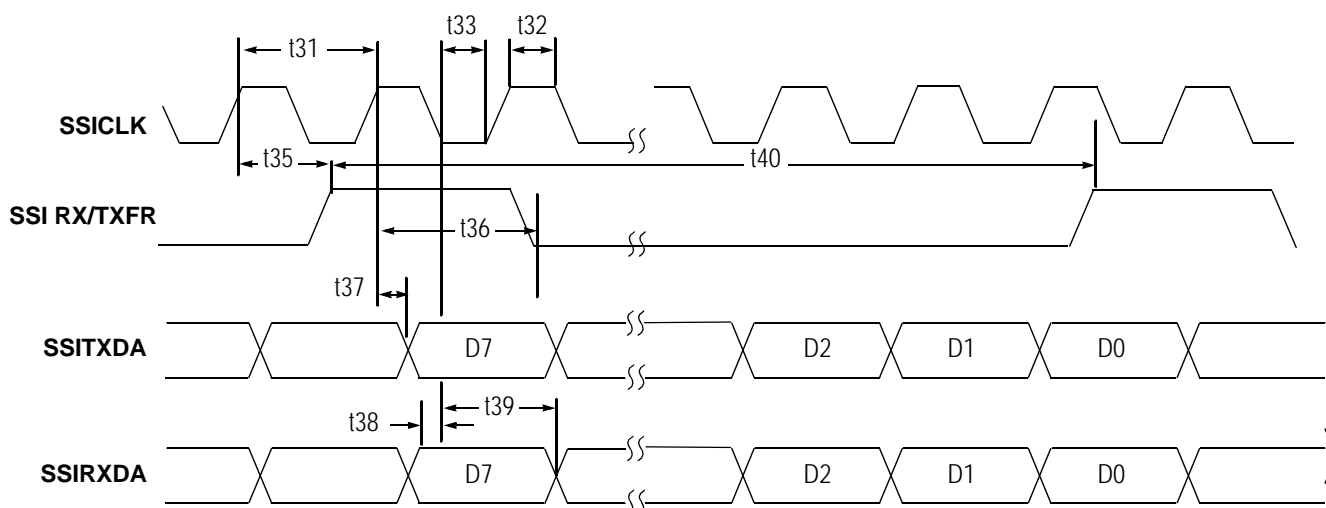 t31
t33
t32
SSICLK
t35
t40
SSI RX/TXFR
t36
t37
SSITXDA
D7
D2
D1
D0
t38
t39
SSIRXDA
D7
D2
D1
D0